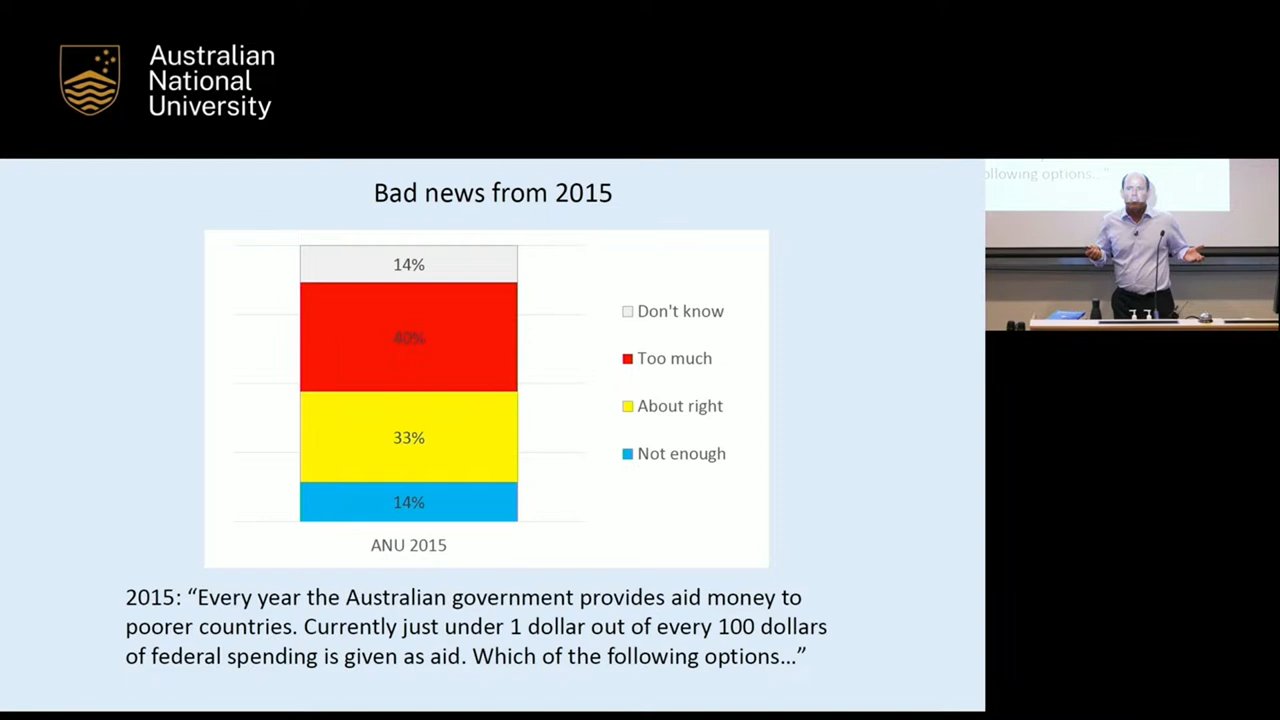 Australian
National
University
Bad news from 2015
ollowing options…"
14%
40%
33%
14%
Don't know
Too much
About right
Not enough
ANU 2015
2015: “Every year the Australian government provides aid money to
poorer countries. Currently just under 1 dollar out of every 100 dollars
of federal spending is given as aid. Which of the following options…”